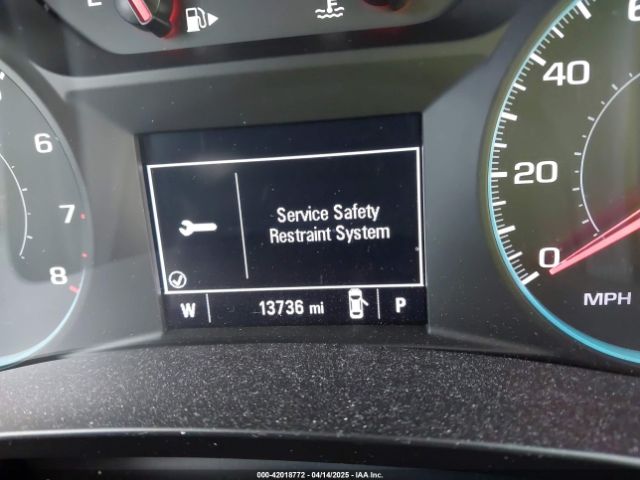 E
40
60
6
20
Service Safety
Restraint System
7
0
8
W 13736 mi P
MPH
000-42018772 | 04/14/2025 | IAA Inc.